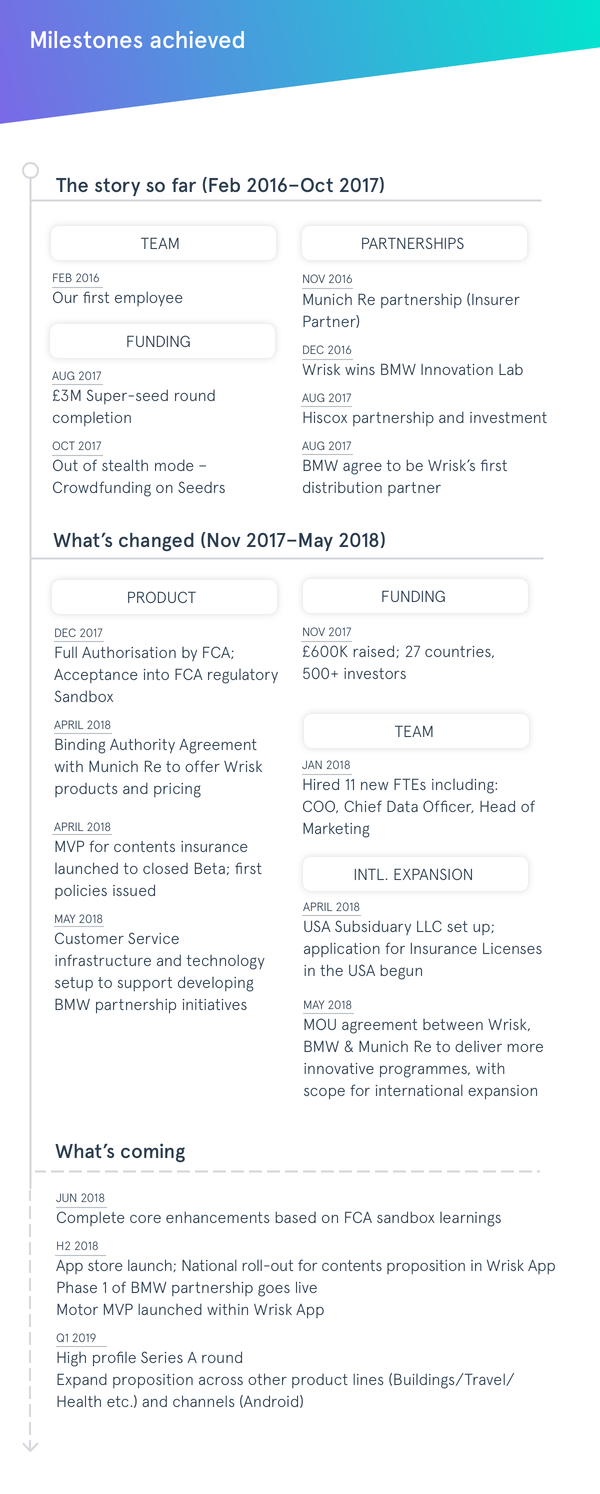 Milestones achieved
The story so far (Feb 2016–Oct 2017)
TEAM
FEB 2016
Our first employee
FUNDING
AUG 2017
£3M Super-seed round
completion
OCT 2017
Out of stealth mode –
Crowdfunding on Seedrs
PARTNERSHIPS
NOV 2016
Munich Re partnership (Insurer
Partner)
DEC 2016
Wrisk wins BMW Innovation Lab
AUG 2017
Hiscox partnership and investment
AUG 2017
BMW agree to be Wrisk’s first
distribution partner
What’s changed (Nov 2017–May 2018)
PRODUCT
DEC 2017
Full Authorisation by FCA;
Acceptance into FCA regulatory
Sandbox
APRIL 2018
Binding Authority Agreement
with Munich Re to offer Wrisk
products and pricing
APRIL 2018
MVP for contents insurance
launched to closed Beta; first
policies issued
MAY 2018
Customer Service
infrastructure and technology
setup to support developing
BMW partnership initiatives
FUNDING
NOV 2017
£600K raised; 27 countries,
500+ investors
TEAM
JAN 2018
Hired 11 new FTEs including:
COO, Chief Data Officer, Head of
Marketing
INTL. EXPANSION
APRIL 2018
USA Subsiduary LLC set up;
application for Insurance Licenses
in the USA begun
MAY 2018
MOU agreement between Wrisk,
BMW & Munich Re to deliver more
innovative programmes, with
scope for international expansion
What’s coming
JUN 2018
Complete core enhancements based on FCA sandbox learnings
H2 2018
App store launch; National roll-out for contents proposition in Wrisk App
Phase 1 of BMW partnership goes live
Motor MVP launched within Wrisk App
Q1 2019
High profile Series A round
Expand proposition across other product lines (Buildings/Travel/
Health etc.) and channels (Android)